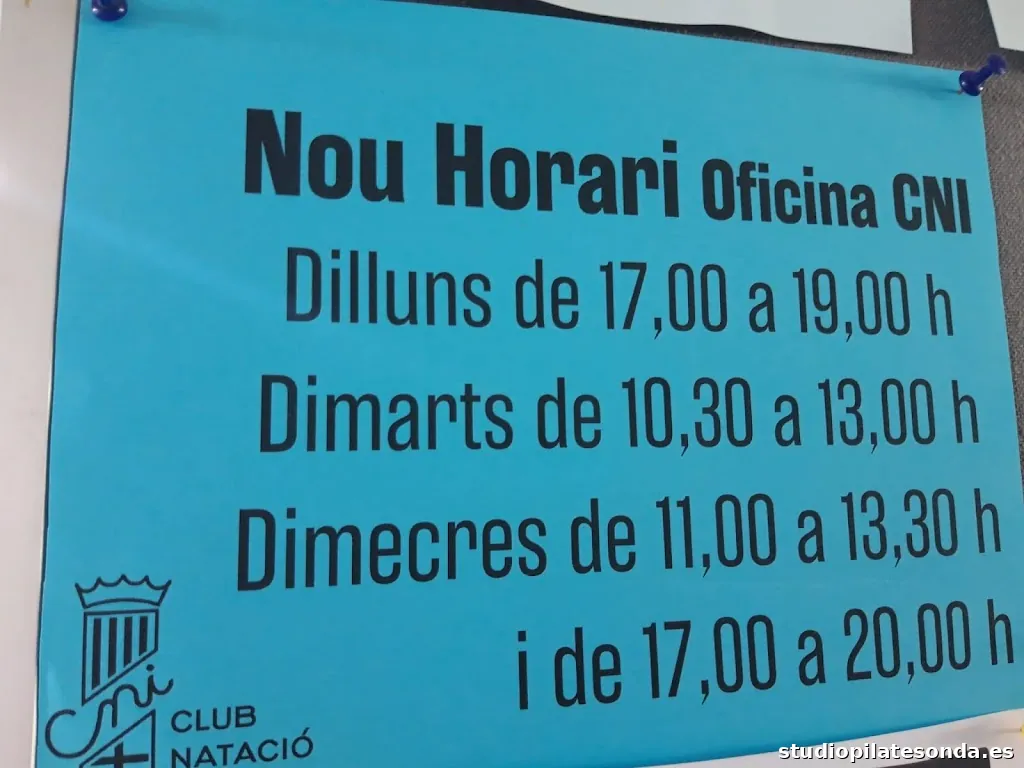 Nou Horari Oficina CNI
Dilluns de 17,00 a 19,00 h
Dimarts de 10,30 a 13,00 h
Dimecres de 11,00 a 13,30 h
i de 17,00 a 20,00 h
cni
CLUB
NATACIÓ
studiopilatesonda.es